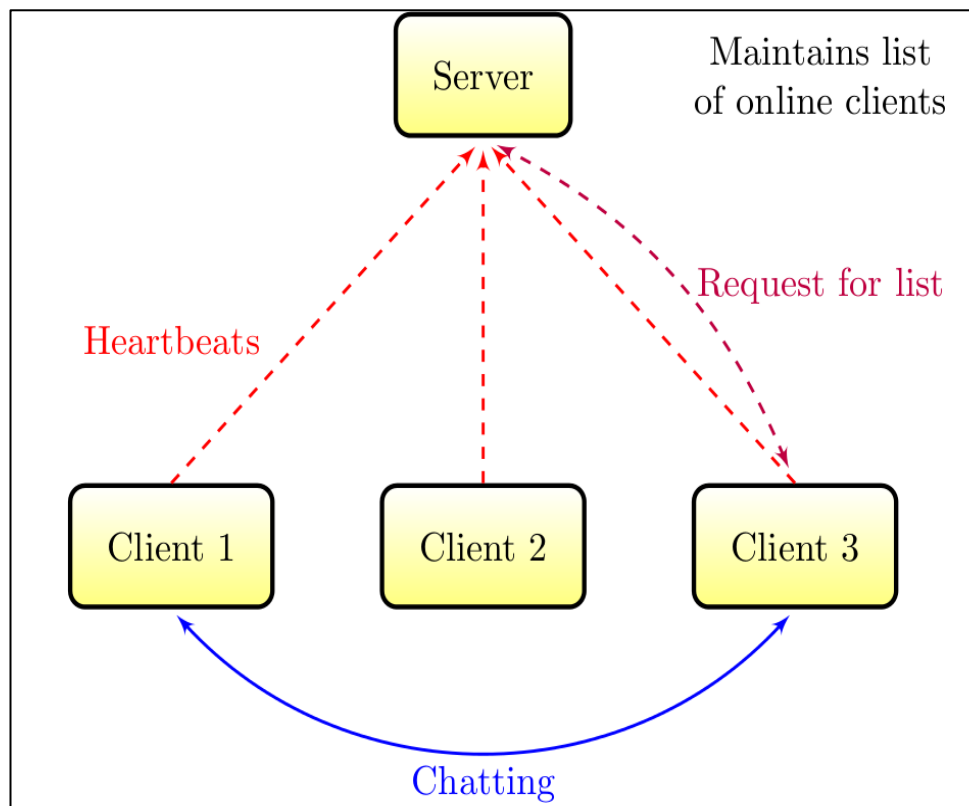 Server
Maintains list
of online clients
Request for list
Heartbeats
Client 1
Client 2
Client 3
Chatting